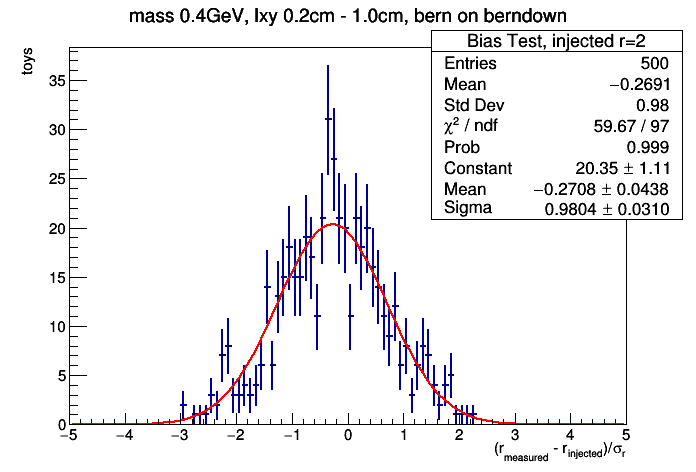 mass 0.4GeV, lxy 0.2cm - 1.0cm, bern on berndown
Bias Test, injected r=2
Entries 500
Mean −0.2691
Std Dev 0.98
χ² / ndf 59.67 / 97
Prob 0.999
Constant 20.35 ± 1.11
Mean −0.2708 ± 0.0438
Sigma 0.9804 ± 0.0310
toys
35
30
25
20
15
10
5
0
−5 −4 −3 −2 −1 0 1 2 3 4 5
(r_measured - r_injected)/σ_r